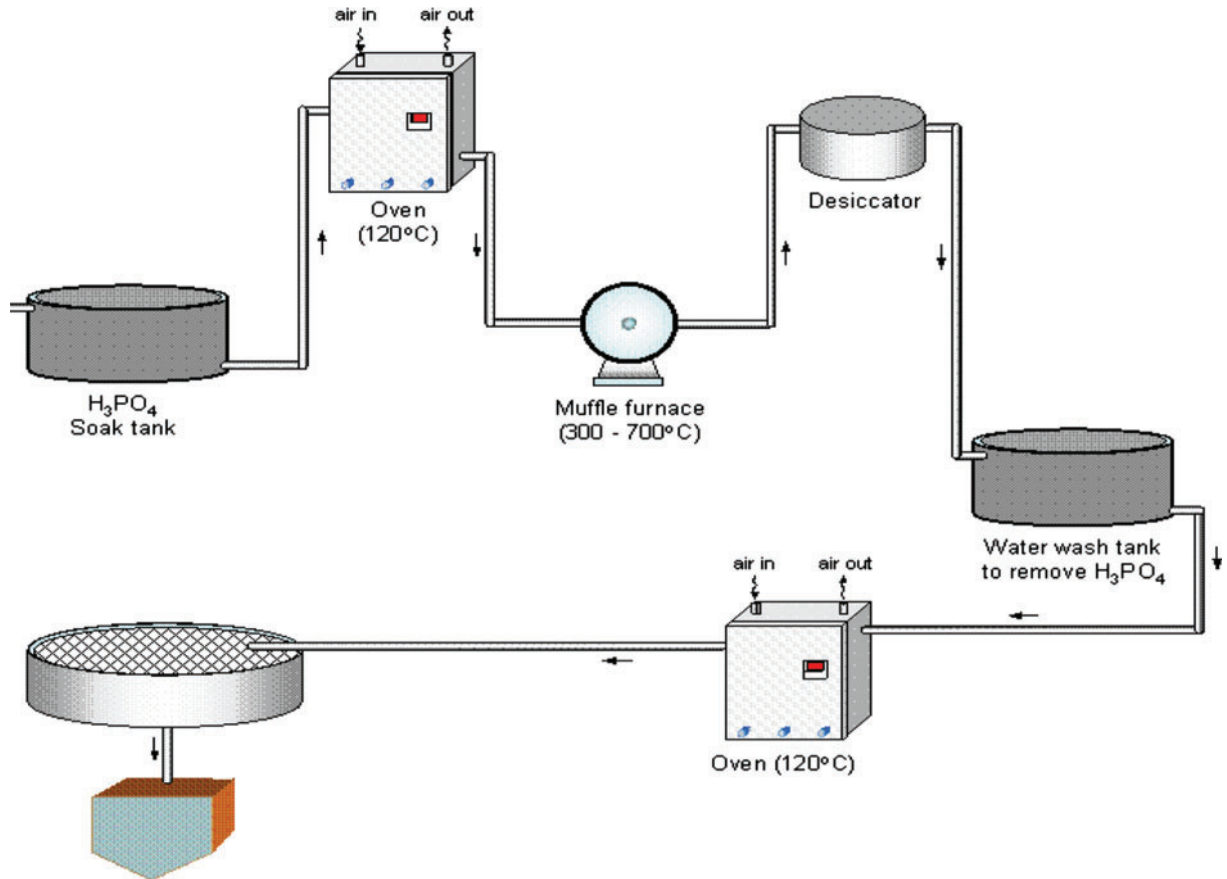 air in
air out
Oven
(120°C)
Desiccator
H₃PO₄
Soak tank
Muffle furnace
(300 - 700°C)
Water wash tank
to remove H₃PO₄
air in
air out
Oven (120°C)